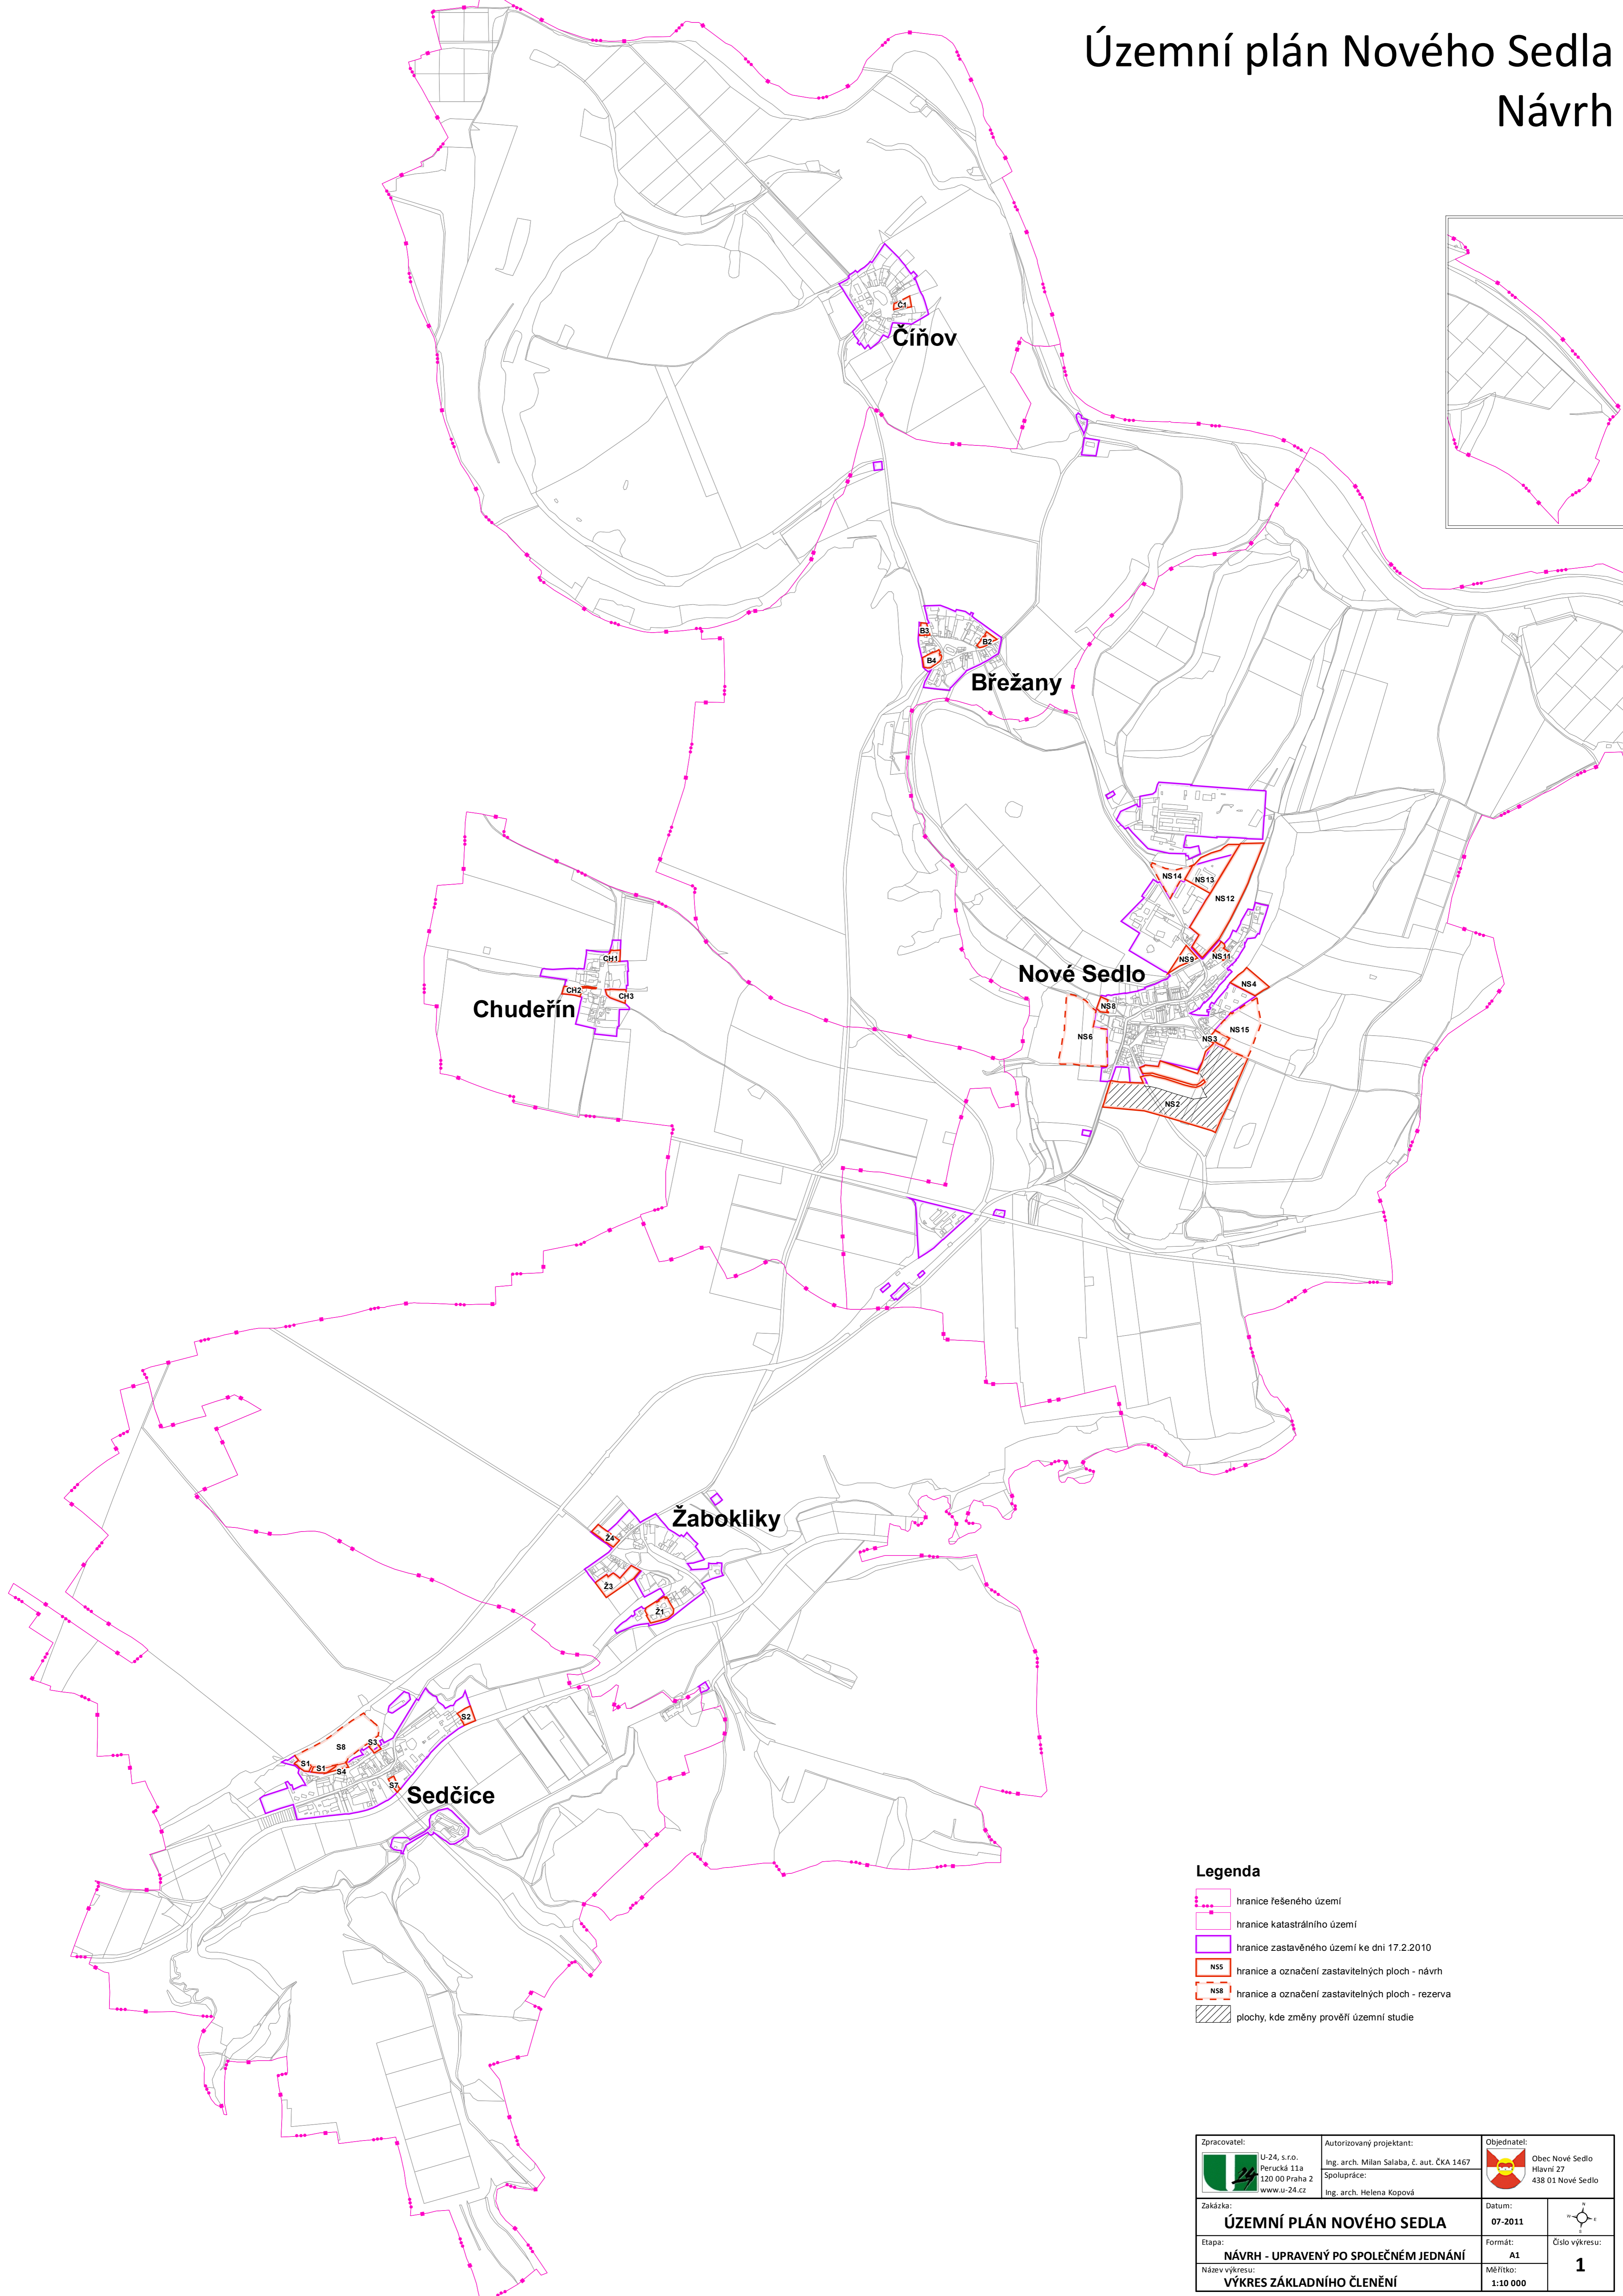 Územní plán Nového Sedla
Návrh
Č1
Číňov
B3
B2
B4
Břežany
NS14
NS13
NS12
NS9
NS11
Nové Sedlo
NS4
NS8
NS15
NS6
NS3
NS2
CH1
CH2
CH3
Chudeřín
Žabokliky
Ž4
Ž3
Ž1
S2
S3
S8
S1
S1
S4
S7
Sedčice
Legenda
hranice řešeného území
hranice katastrálního území
hranice zastavěného území ke dni 17.2.2010
NS5 hranice a označení zastavitelných ploch - návrh
NS8 hranice a označení zastavitelných ploch - rezerva
plochy, kde změny prověří územní studie
Zpracovatel:
24
U-24, s.r.o.
Perucká 11a
120 00 Praha 2
www.u-24.cz
Autorizovaný projektant:
Ing. arch. Milan Salaba, č. aut. ČKA 1467
Spolupráce:
Ing. arch. Helena Kopová
Objednatel:
Obec Nové Sedlo
Hlavní 27
438 01 Nové Sedlo
Zakázka:
ÚZEMNÍ PLÁN NOVÉHO SEDLA
Datum:
07-2011
N
W E
S
Etapa:
NÁVRH - UPRAVENÝ PO SPOLEČNÉM JEDNÁNÍ
Formát:
A1
Číslo výkresu:
1
Název výkresu:
VÝKRES ZÁKLADNÍHO ČLENĚNÍ
Měřítko:
1:10 000